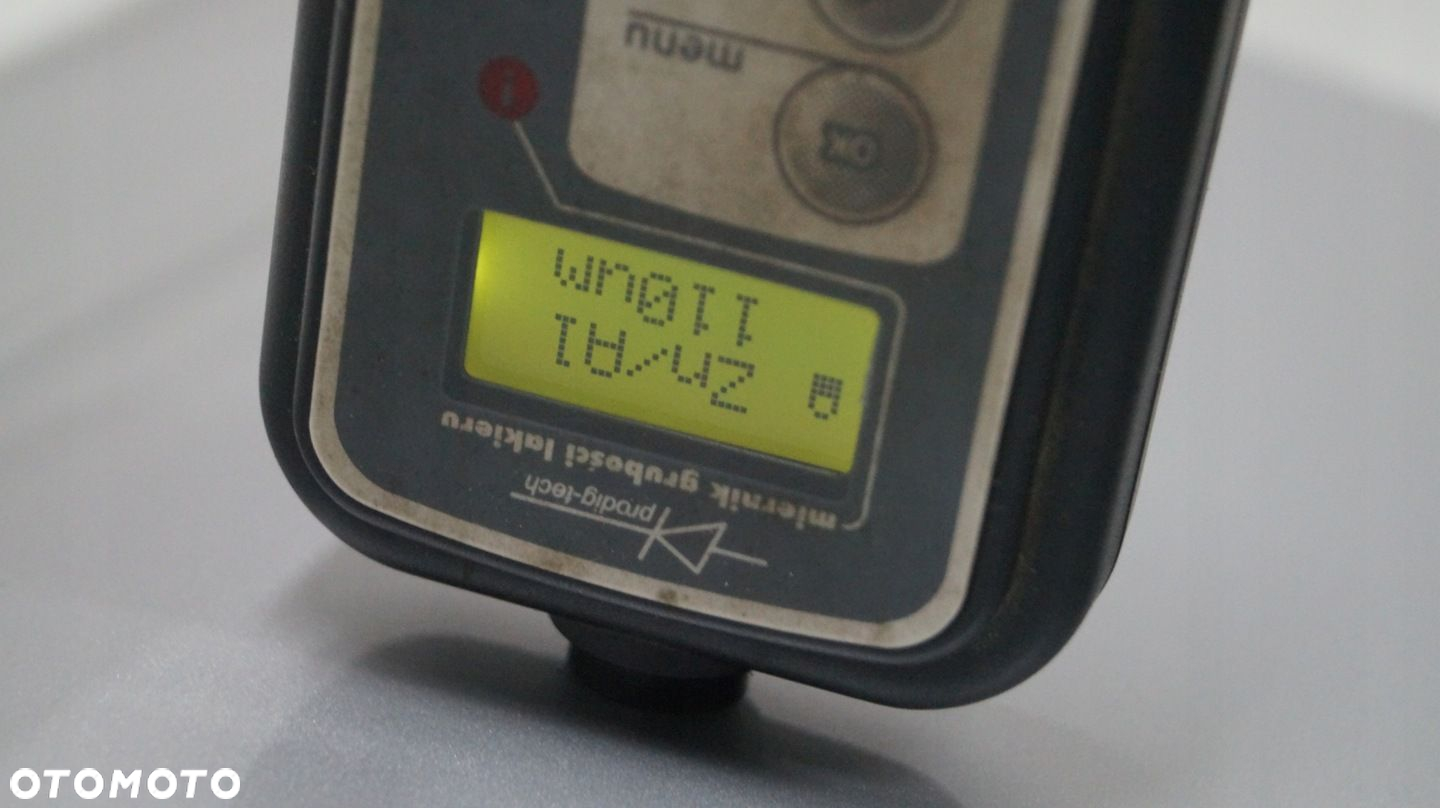 prodig-tech
miernik grubości lakieru
Zn/Al
110um
OK
menu
i
OTOMOTO